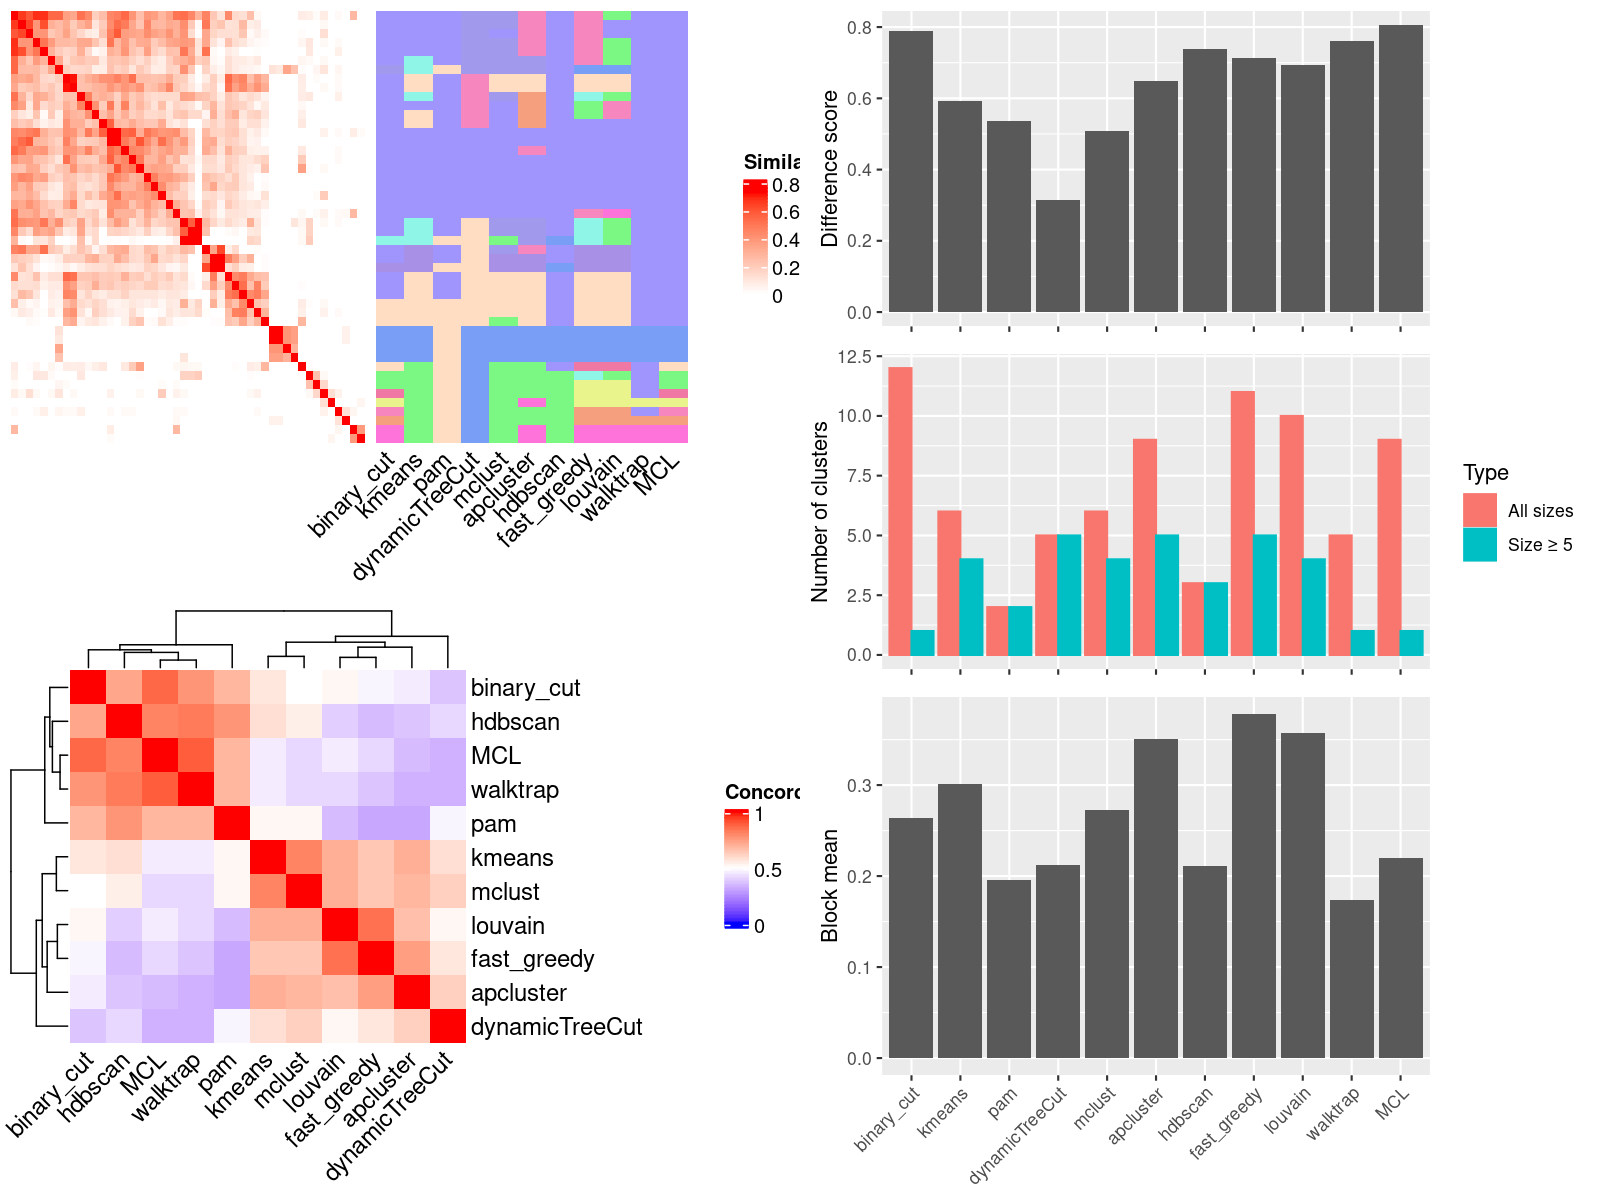 Simila
0.8
0.6
0.4
0.2
0
binary_cut
kmeans
pam
dynamicTreeCut
mclust
apcluster
hdbscan
fast_greedy
louvain
walktrap
MCL
binary_cut
hdbscan
MCL
walktrap
pam
kmeans
mclust
louvain
fast_greedy
apcluster
dynamicTreeCut
Concor
1
0.5
0
binary_cut
hdbscan
MCL
walktrap
pam
kmeans
mclust
louvain
fast_greedy
apcluster
dynamicTreeCut
Difference score
0.8
0.6
0.4
0.2
0.0
Number of clusters
12.5
10.0
7.5
5.0
2.5
0.0
Type
All sizes
Size ≥ 5
Block mean
0.3
0.2
0.1
0.0
binary_cut
kmeans
pam
dynamicTreeCut
mclust
apcluster
hdbscan
fast_greedy
louvain
walktrap
MCL